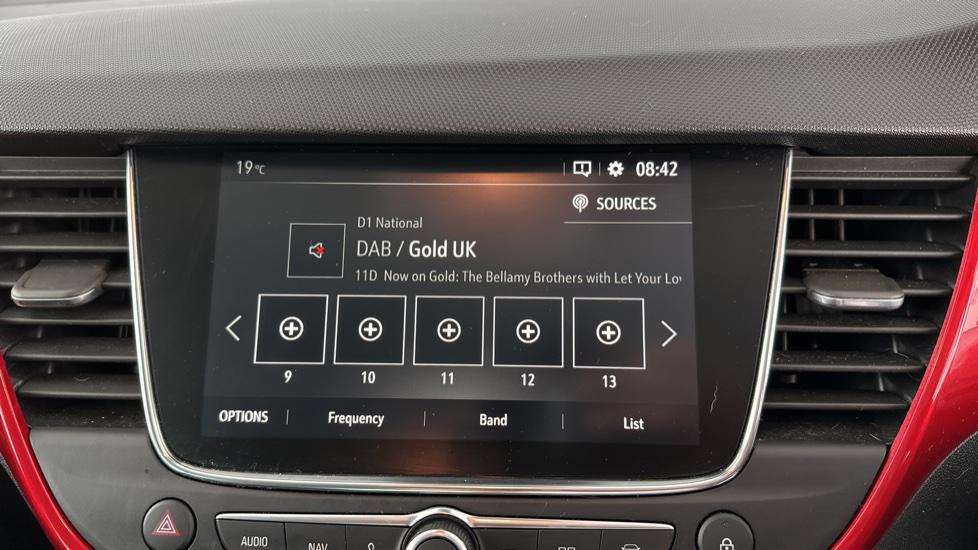 19°C 08:42
SOURCES
D1 National
DAB / Gold UK
11D Now on Gold: The Bellamy Brothers with Let Your Lo
9 10 11 12 13
OPTIONS Frequency Band List
AUDIO NAV